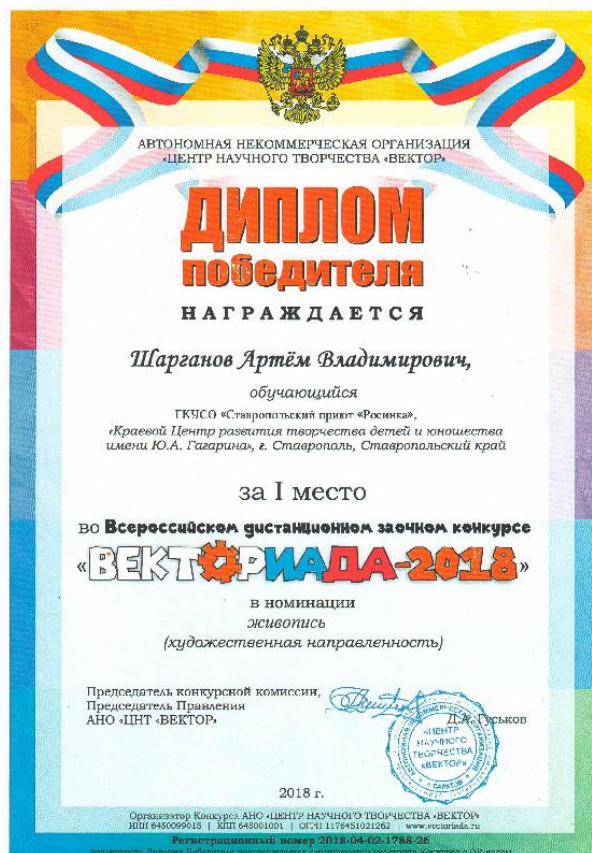 АВТОНОМНАЯ НЕКОММЕРЧЕСКАЯ ОРГАНИЗАЦИЯ
«ЦЕНТР НАУЧНОГО ТВОРЧЕСТВА «ВЕКТОР»
ДИПЛОМ
победителя
НАГРАЖДАЕТСЯ
Шарганов Артём Владимирович,
обучающийся
ГКУСО «Ставропольский приют «Росинка»,
«Краевой Центр развития творчества детей и юношества
имени Ю.А. Гагарина», г. Ставрополь, Ставропольский край
за I место
во Всероссийском дистанционном заочном конкурсе
«ВЕКТОРИАДА-2018»
в номинации
живопись
(художественная направленность)
Председатель конкурсной комиссии,
Председатель Правления
АНО «ЦНТ «ВЕКТОР»
Д.А. Гуськов
«ЦЕНТР
НАУЧНОГО
ТВОРЧЕСТВА
«ВЕКТОР»
г. САРАТОВ
2018 г.
Организатор Конкурса АНО «ЦЕНТР НАУЧНОГО ТВОРЧЕСТВА «ВЕКТОР»
ИНН 6450099015 | КПП 645001001 | ОГРН 1176451021262 | www.vectoriada.ru
Регистрационный номер 2018-04-02-1788-26